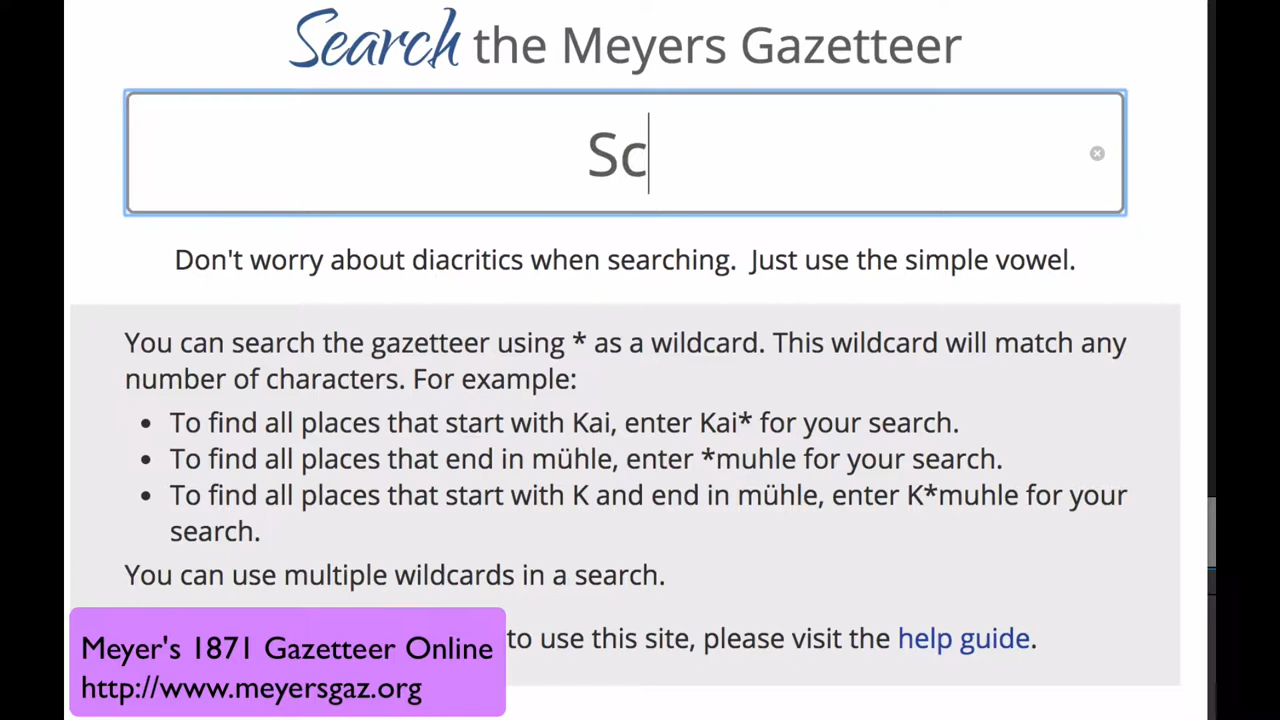 Search the Meyers Gazetteer
Sc
Don't worry about diacritics when searching. Just use the simple vowel.
You can search the gazetteer using * as a wildcard. This wildcard will match any
number of characters. For example:
• To find all places that start with Kai, enter Kai* for your search.
• To find all places that end in mühle, enter *muhle for your search.
• To find all places that start with K and end in mühle, enter K*muhle for your
search.
You can use multiple wildcards in a search.
to use this site, please visit the help guide.
Meyer's 1871 Gazetteer Online
http://www.meyersgaz.org